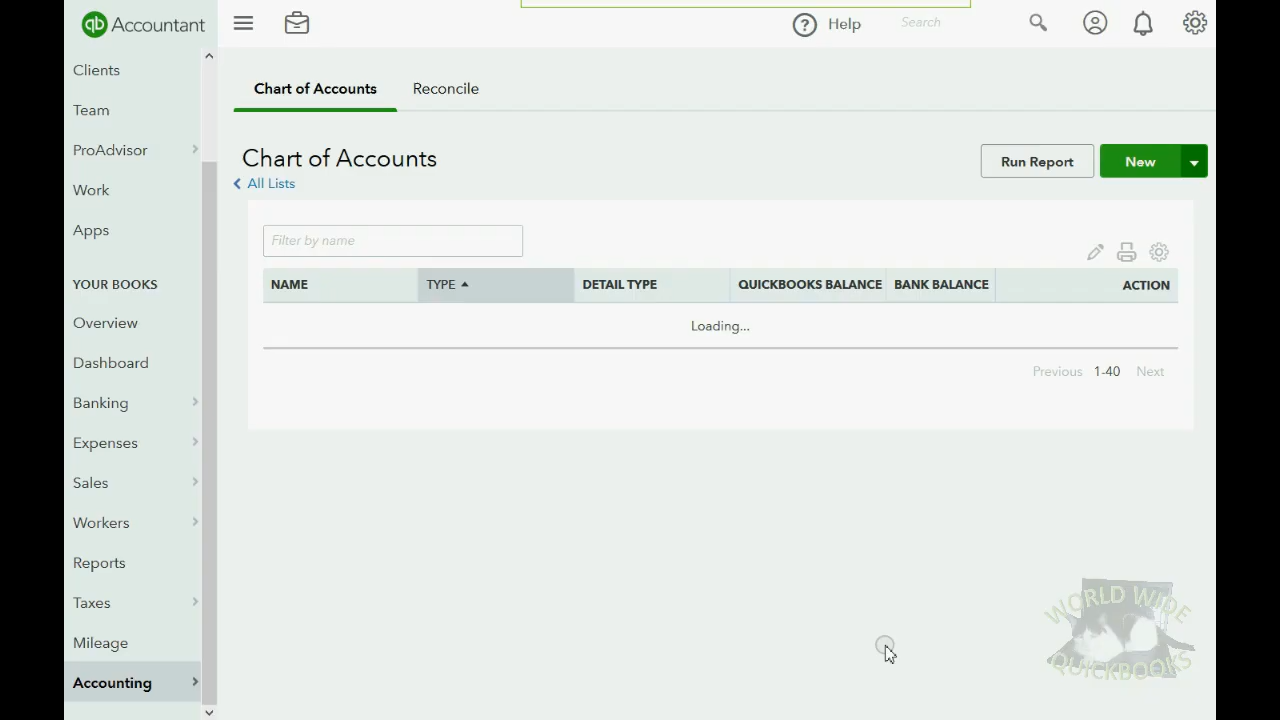 qb Accountant
Help
Search
Clients
Team
ProAdvisor
Work
Apps
YOUR BOOKS
Overview
Dashboard
Banking
Expenses
Sales
Workers
Reports
Taxes
Mileage
Accounting
Chart of Accounts
Reconcile
Chart of Accounts
All Lists
Run Report
New
Filter by name
NAME
TYPE
DETAIL TYPE
QUICKBOOKS BALANCE
BANK BALANCE
ACTION
Loading...
Previous 1-40 Next
WORLD WIDE
QUICKBOOKS